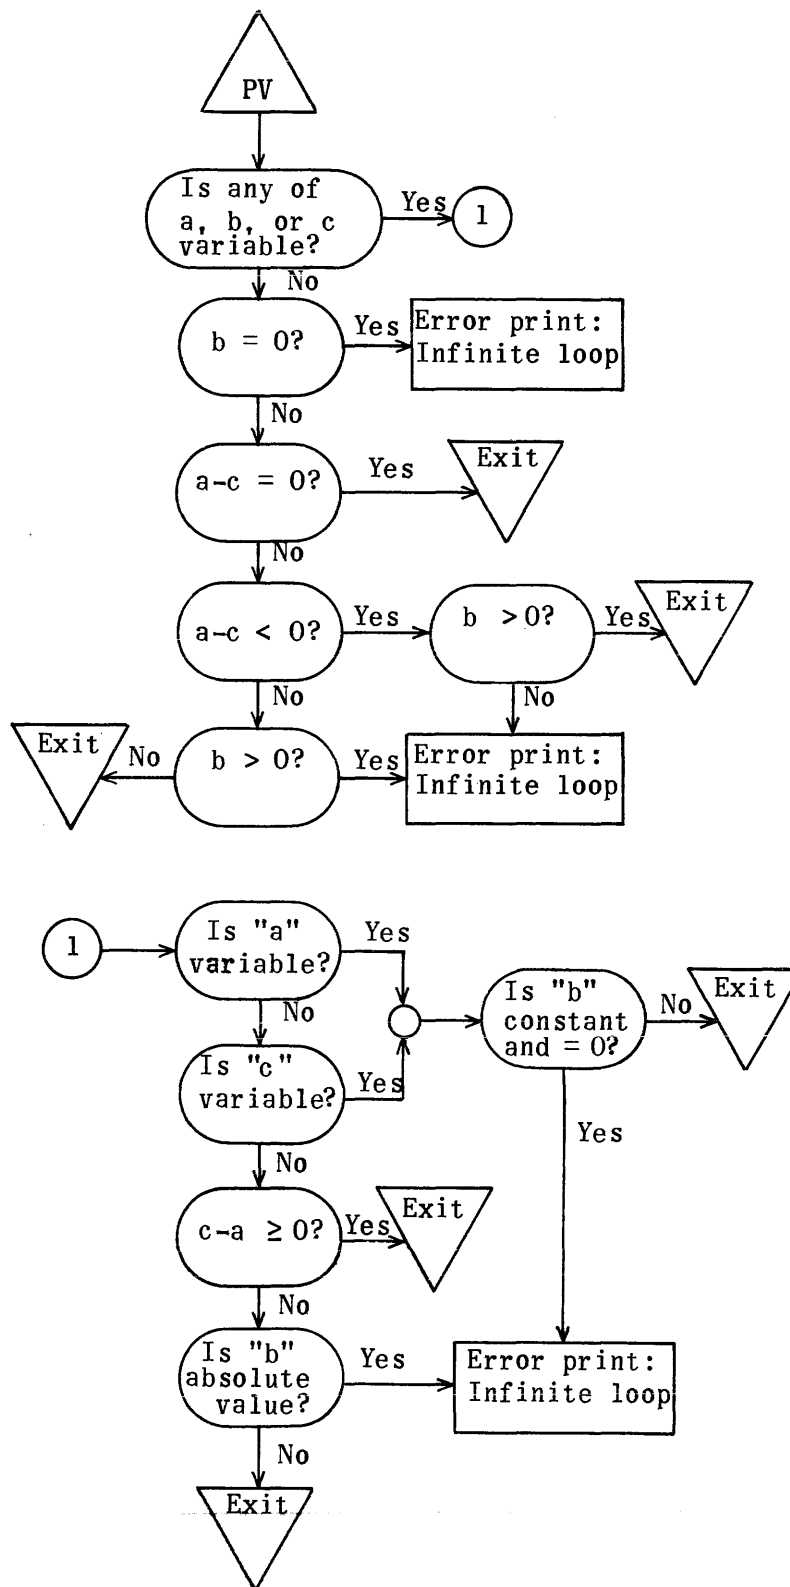 PV
Is any of
a, b, or c
variable?
Yes
1
No
b = 0?
Yes
Error print:
Infinite loop
No
a-c = 0?
Yes
Exit
No
a-c < 0?
Yes
b > 0?
Yes
Exit
No
No
Exit
No
b > 0?
Yes
Error print:
Infinite loop
1
Is "a"
variable?
Yes
No
Is "b"
constant
and = 0?
No
Exit
Is "c"
variable?
Yes
Yes
No
c-a ≥ 0?
Yes
Exit
No
Is "b"
absolute
value?
Yes
Error print:
Infinite loop
No
Exit